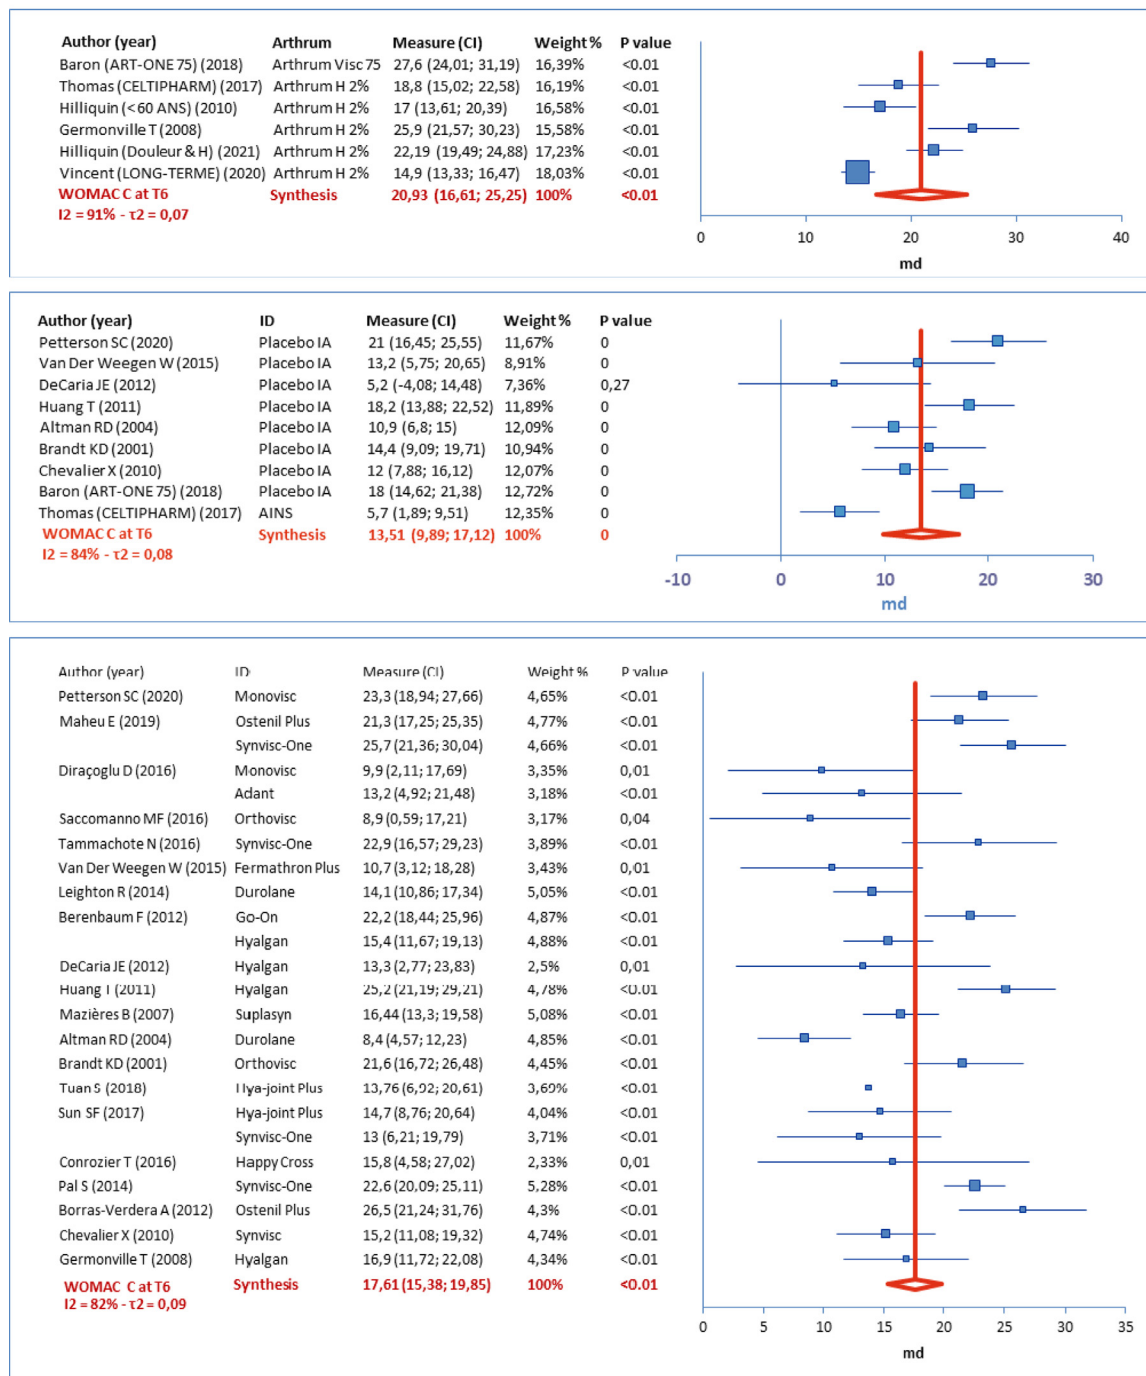 Author (year) Arthrum Measure (CI) Weight % P value
Baron (ART-ONE 75) (2018) Arthrum Visc 75 27,6 (24,01; 31,19) 16,39% <0.01
Thomas (CELTIPHARM) (2017) Arthrum H 2% 18,8 (15,02; 22,58) 16,19% <0.01
Hilliquin (<60 ANS) (2010) Arthrum H 2% 17 (13,61; 20,39) 16,58% <0.01
Germonville T (2008) Arthrum H 2% 25,9 (21,57; 30,23) 15,58% <0.01
Hilliquin (Douleur & H) (2021) Arthrum H 2% 22,19 (19,49; 24,88) 17,23% <0.01
Vincent (LONG-TERME) (2020) Arthrum H 2% 14,9 (13,33; 16,47) 18,03% <0.01
WOMAC C at T6 Synthesis 20,93 (16,61; 25,25) 100% <0.01
I2 = 91% - τ2 = 0,07
0 10 20 30 40
md
Author (year) ID Measure (CI) Weight % P value
Petterson SC (2020) Placebo IA 21 (16,45; 25,55) 11,67% 0
Van Der Weegen W (2015) Placebo IA 13,2 (5,75; 20,65) 8,91% 0
DeCaria JE (2012) Placebo IA 5,2 (-4,08; 14,48) 7,36% 0,27
Huang T (2011) Placebo IA 18,2 (13,88; 22,52) 11,89% 0
Altman RD (2004) Placebo IA 10,9 (6,8; 15) 12,09% 0
Brandt KD (2001) Placebo IA 14,4 (9,09; 19,71) 10,94% 0
Chevalier X (2010) Placebo IA 12 (7,88; 16,12) 12,07% 0
Baron (ART-ONE 75) (2018) Placebo IA 18 (14,62; 21,38) 12,72% 0
Thomas (CELTIPHARM) (2017) AINS 5,7 (1,89; 9,51) 12,35% 0
WOMAC C at T6 Synthesis 13,51 (9,89; 17,12) 100% 0
I2 = 84% - τ2 = 0,08
-10 0 10 20 30
md
Author (year) ID Measure (CI) Weight % P value
Petterson SC (2020) Monovisc 23,3 (18,94; 27,66) 4,65% <0.01
Maheu E (2019) Ostenil Plus 21,3 (17,25; 25,35) 4,77% <0.01
Synvisc-One 25,7 (21,36; 30,04) 4,66% <0.01
Diraçoglu D (2016) Monovisc 9,9 (2,11; 17,69) 3,35% 0,01
Adant 13,2 (4,92; 21,48) 3,18% <0.01
Saccomanno MF (2016) Orthovisc 8,9 (0,59; 17,21) 3,17% 0,04
Tammachote N (2016) Synvisc-One 22,9 (16,57; 29,23) 3,89% <0.01
Van Der Weegen W (2015) Fermathron Plus 10,7 (3,12; 18,28) 3,43% 0,01
Leighton R (2014) Durolane 14,1 (10,86; 17,34) 5,05% <0.01
Berenbaum F (2012) Go-On 22,2 (18,44; 25,96) 4,87% <0.01
Hyalgan 15,4 (11,67; 19,13) 4,88% <0.01
DeCaria JE (2012) Hyalgan 13,3 (2,77; 23,83) 2,5% 0,01
Huang T (2011) Hyalgan 25,2 (21,19; 29,21) 4,78% <0.01
Mazières B (2007) Suplasyn 16,44 (13,3; 19,58) 5,08% <0.01
Altman RD (2004) Durolane 8,4 (4,57; 12,23) 4,85% <0.01
Brandt KD (2001) Orthovisc 21,6 (16,72; 26,48) 4,45% <0.01
Tuan S (2018) Hya-joint Plus 13,76 (6,92; 20,61) 3,69% <0.01
Sun SF (2017) Hya-joint Plus 14,7 (8,76; 20,64) 4,04% <0.01
Synvisc-One 13 (6,21; 19,79) 3,71% <0.01
Conrozier T (2016) Happy Cross 15,8 (4,58; 27,02) 2,33% 0,01
Pal S (2014) Synvisc-One 22,6 (20,09; 25,11) 5,28% <0.01
Borras-Verdera A (2012) Ostenil Plus 26,5 (21,24; 31,76) 4,3% <0.01
Chevalier X (2010) Synvisc 15,2 (11,08; 19,32) 4,74% <0.01
Germonville T (2008) Hyalgan 16,9 (11,72; 22,08) 4,34% <0.01
WOMAC C at T6 Synthesis 17,61 (15,38; 19,85) 100% <0.01
I2 = 82% - τ2 = 0,09
0 5 10 15 20 25 30 35
md